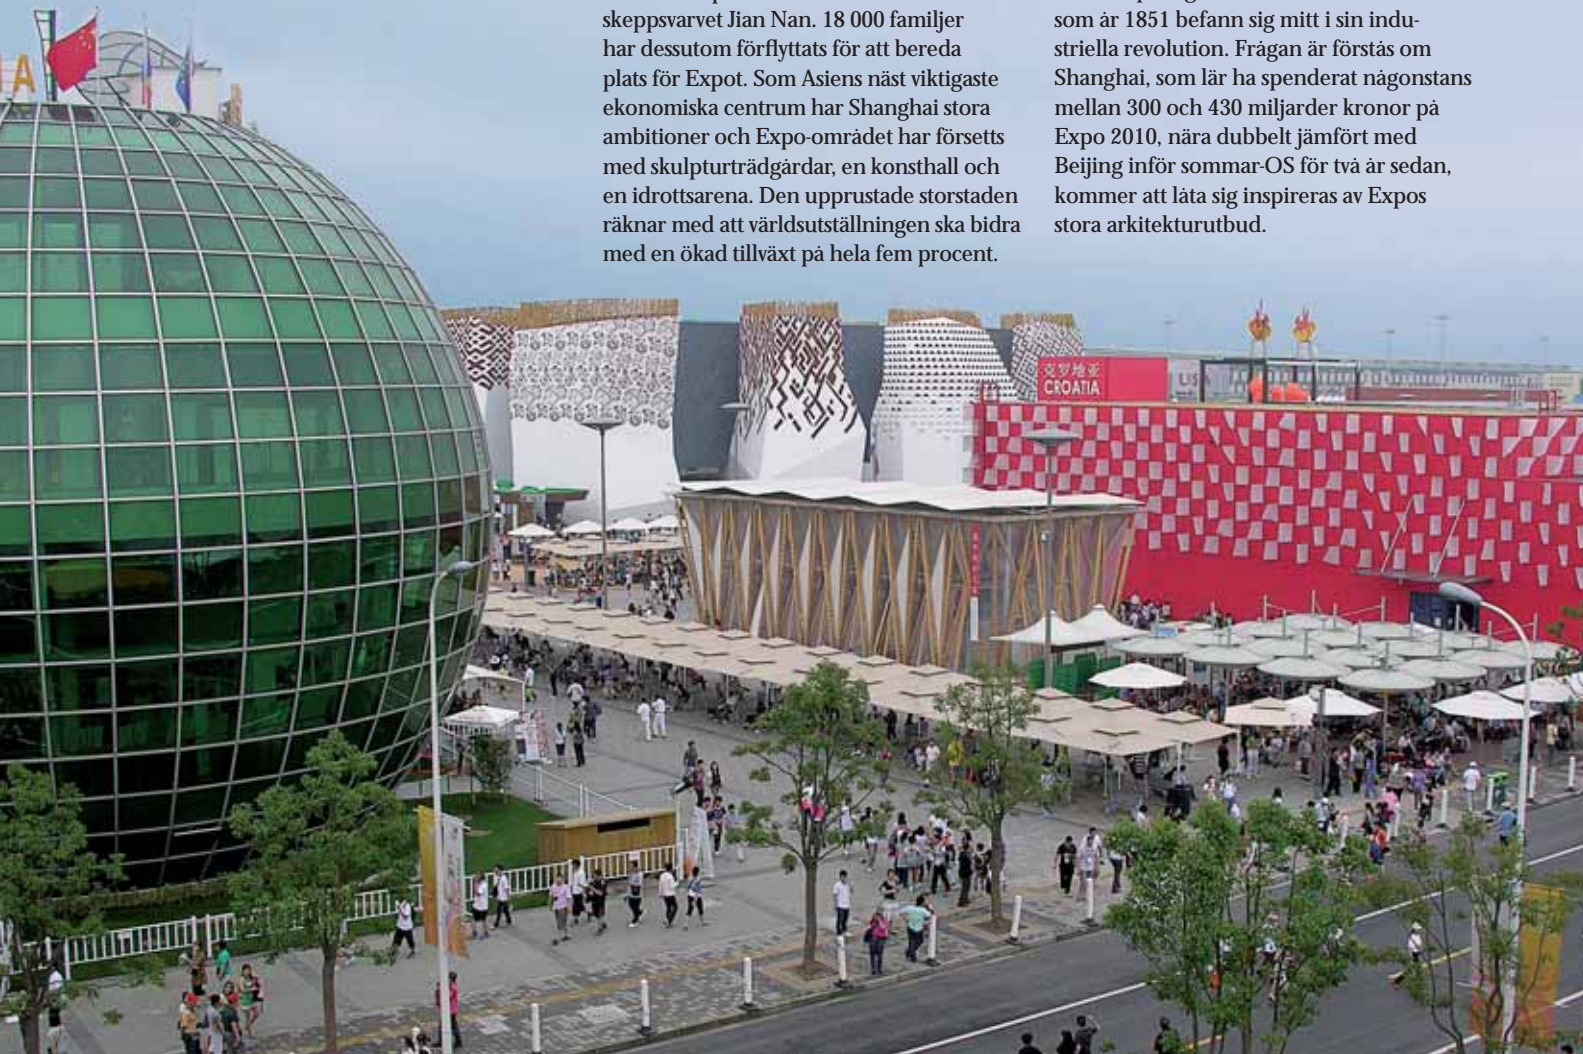 skeppsvarvet Jian Nan. 18 000 familjer
har dessutom förflyttats för att bereda
plats för Expot. Som Asiens näst viktigaste
ekonomiska centrum har Shanghai stora
ambitioner och Expo-området har försetts
med skulpturträdgårdar, en konsthall och
en idrottsarena. Den upprustade storstaden
räknar med att världsutställningen ska bidra
med en ökad tillväxt på hela fem procent.
som år 1851 befann sig mitt i sin indu-
striella revolution. Frågan är förstås om
Shanghai, som lär ha spenderat någonstans
mellan 300 och 430 miljarder kronor på
Expo 2010, nära dubbelt jämfört med
Beijing inför sommar-OS för två år sedan,
kommer att låta sig inspireras av Expos
stora arkitekturutbud.
IA
克罗地亚
CROATIA